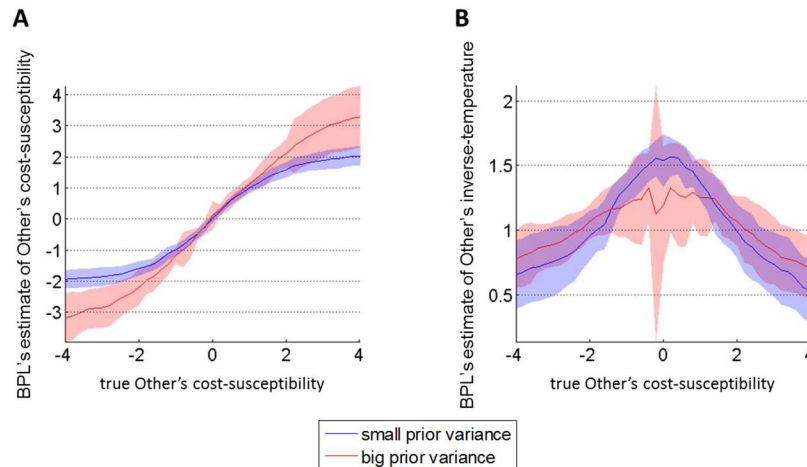 A
BPL's estimate of Other's cost-susceptibility
4
3
2
1
0
-1
-2
-3
-4 -2 0 2 4
true Other's cost-susceptibility
B
BPL's estimate of Other's inverse-temperature
2
1.5
1
0.5
-4 -2 0 2 4
true Other's cost-susceptibility
small prior variance
big prior variance